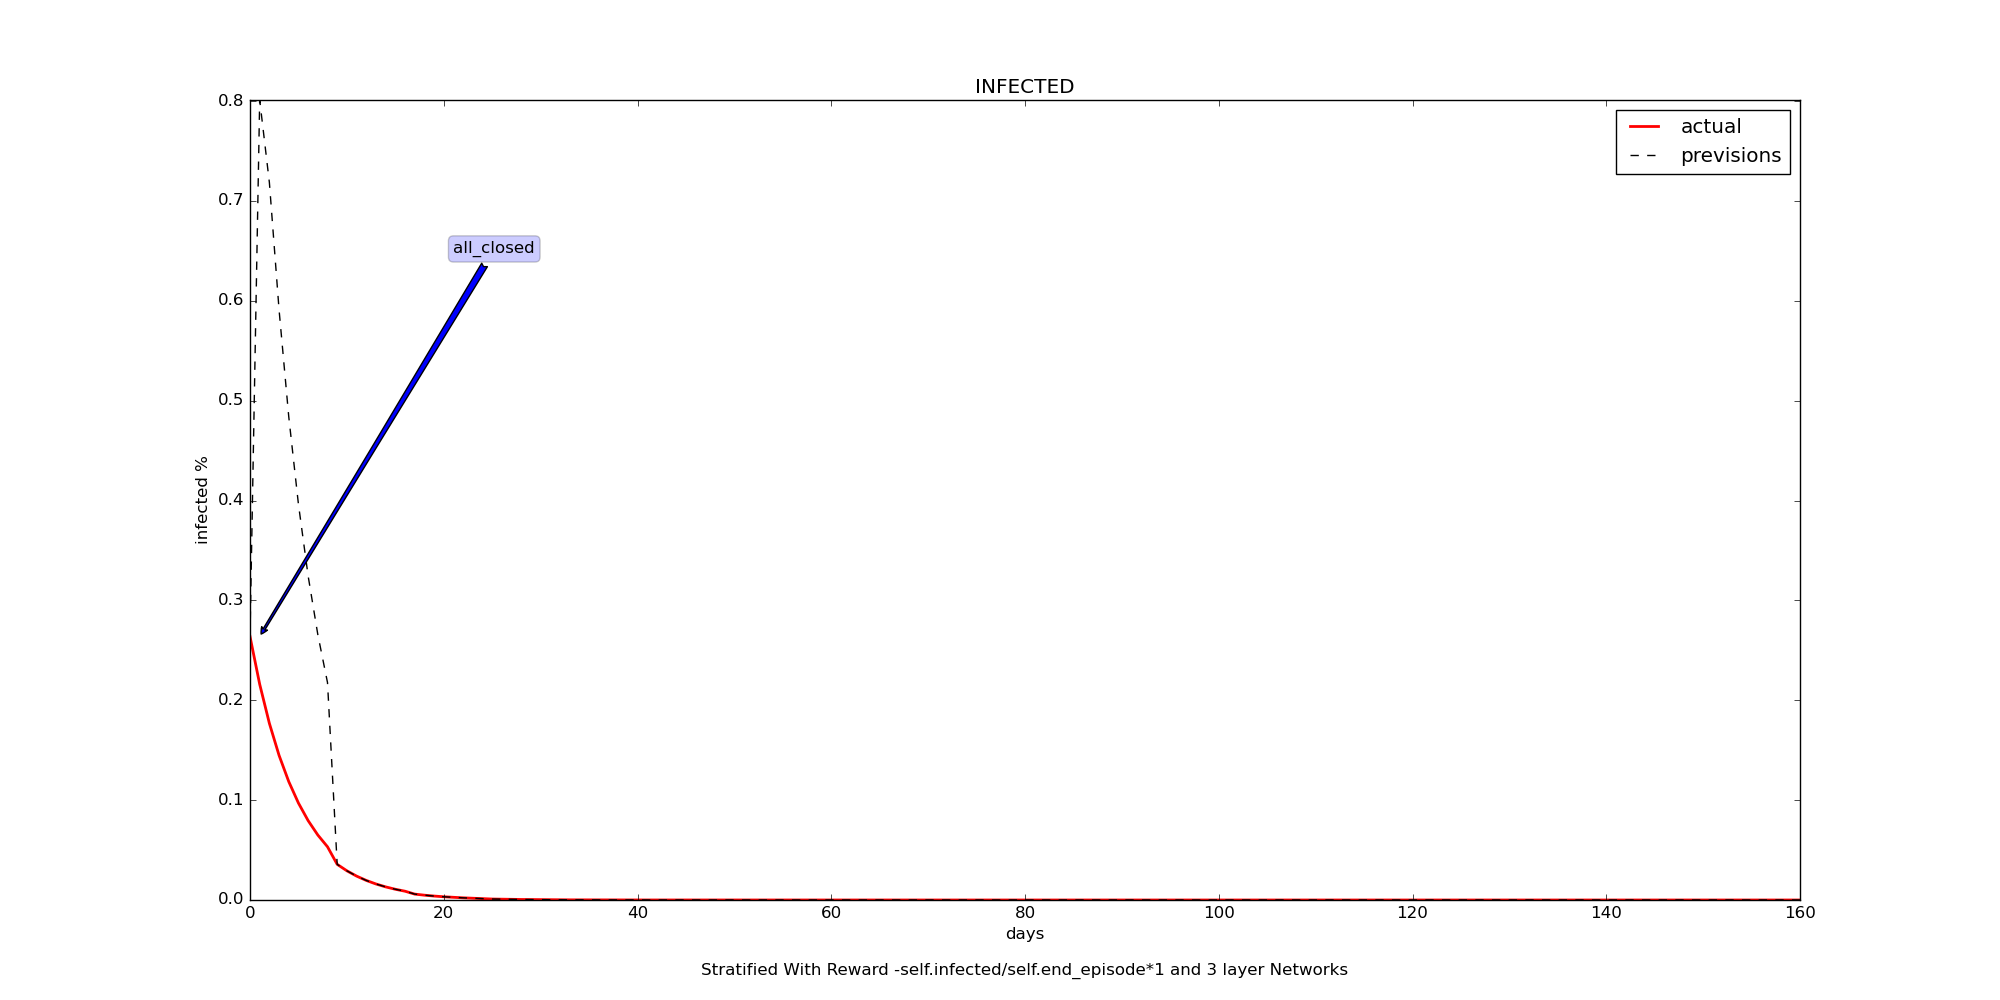 INFECTED
actual
previsions
all_closed
infected %
0.8
0.7
0.6
0.5
0.4
0.3
0.2
0.1
0.0
0 20 40 60 80 100 120 140 160
days
Stratified With Reward -self.infected/self.end_episode*1 and 3 layer Networks